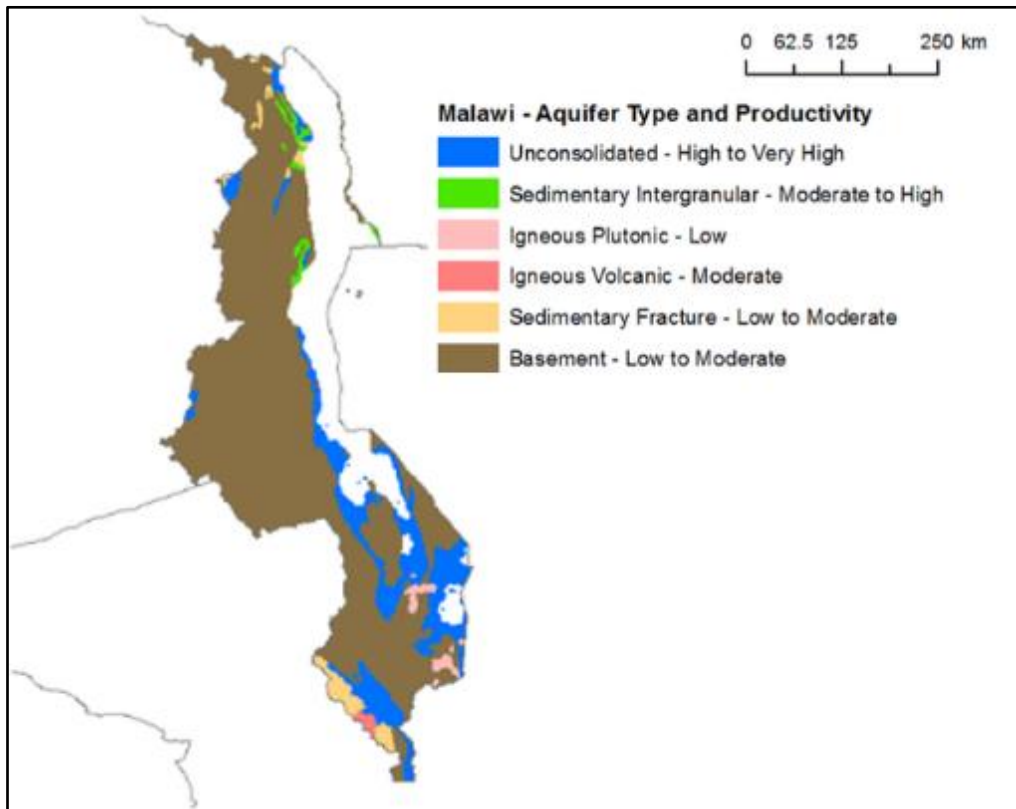 0 62.5 125 250 km
Malawi - Aquifer Type and Productivity
Unconsolidated - High to Very High
Sedimentary Intergranular - Moderate to High
Igneous Plutonic - Low
Igneous Volcanic - Moderate
Sedimentary Fracture - Low to Moderate
Basement - Low to Moderate